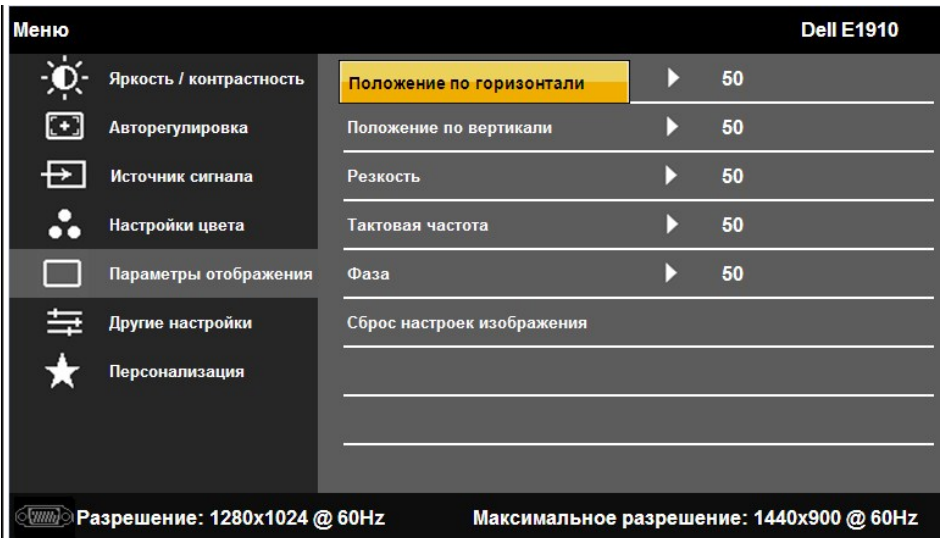 Меню Dell E1910
Яркость / контрастность Положение по горизонтали 50
Авторегулировка Положение по вертикали 50
Источник сигнала Резкость 50
Настройки цвета Тактовая частота 50
Параметры отображения Фаза 50
Другие настройки Сброс настроек изображения
Персонализация
Разрешение: 1280x1024 @ 60Hz Максимальное разрешение: 1440x900 @ 60Hz